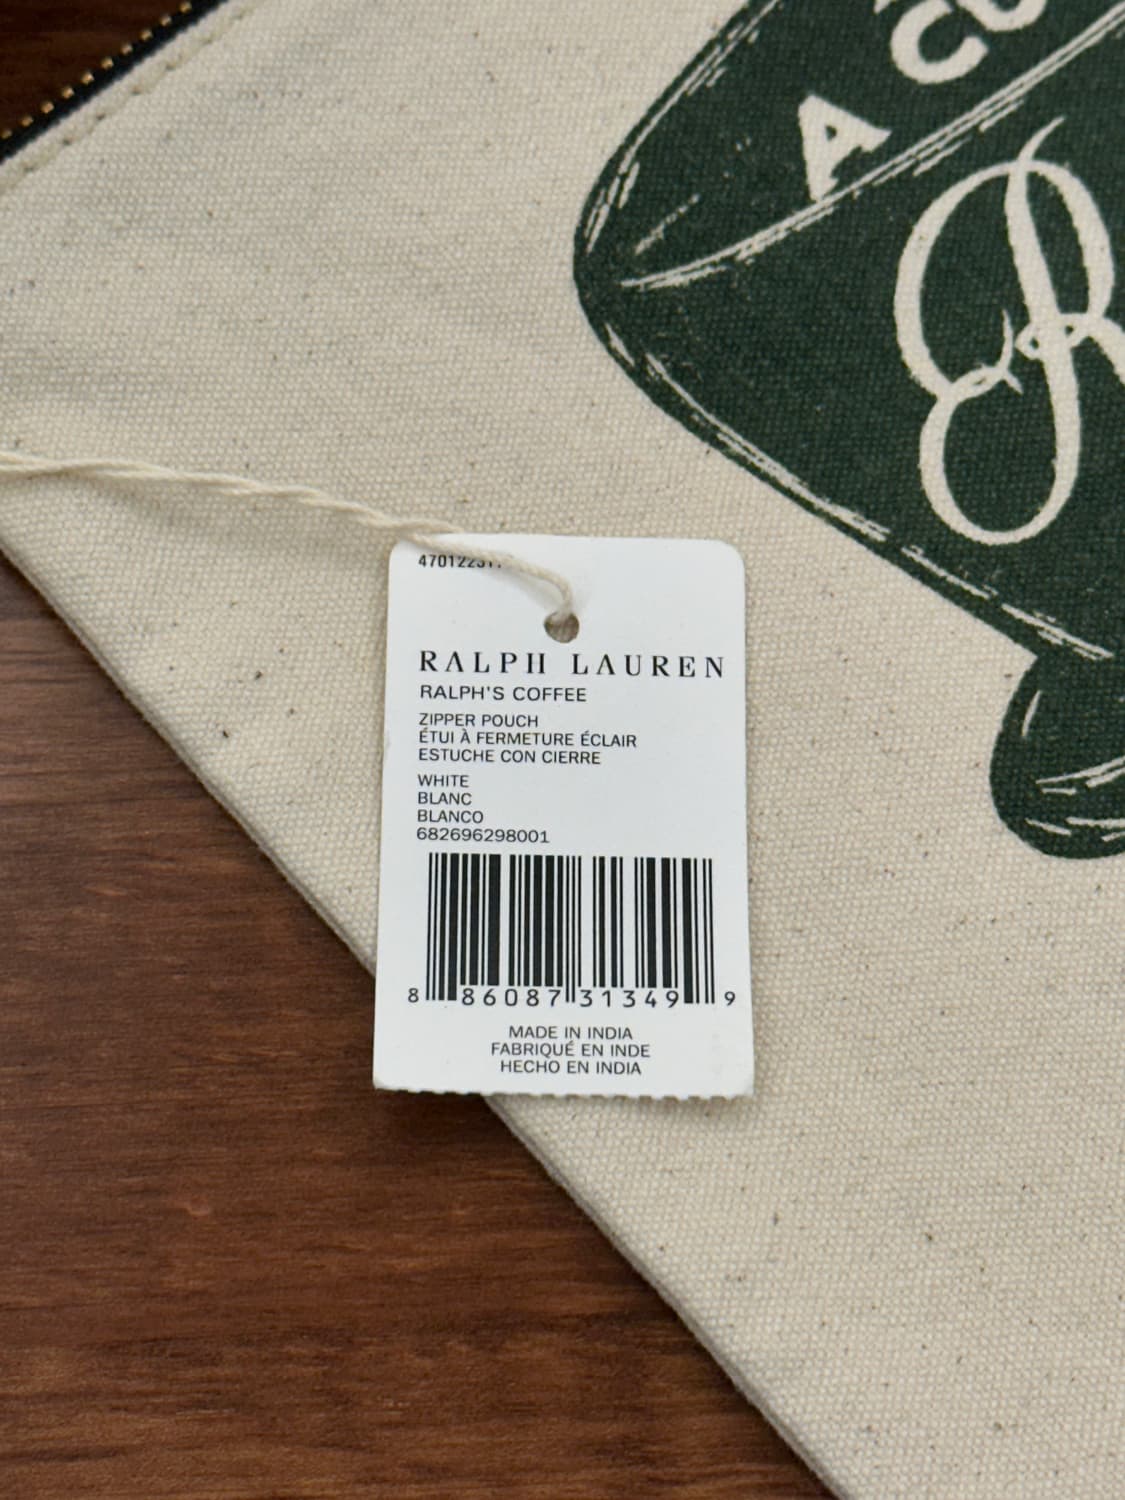 A
RALPH LAUREN
RALPH'S COFFEE
ZIPPER POUCH
ÉTUI À FERMETURE ÉCLAIR
ESTUCHE CON CIERRE
WHITE
BLANC
BLANCO
682696298001
8 86087 31349 9
MADE IN INDIA
FABRIQUÉ EN INDE
HECHO EN INDIA